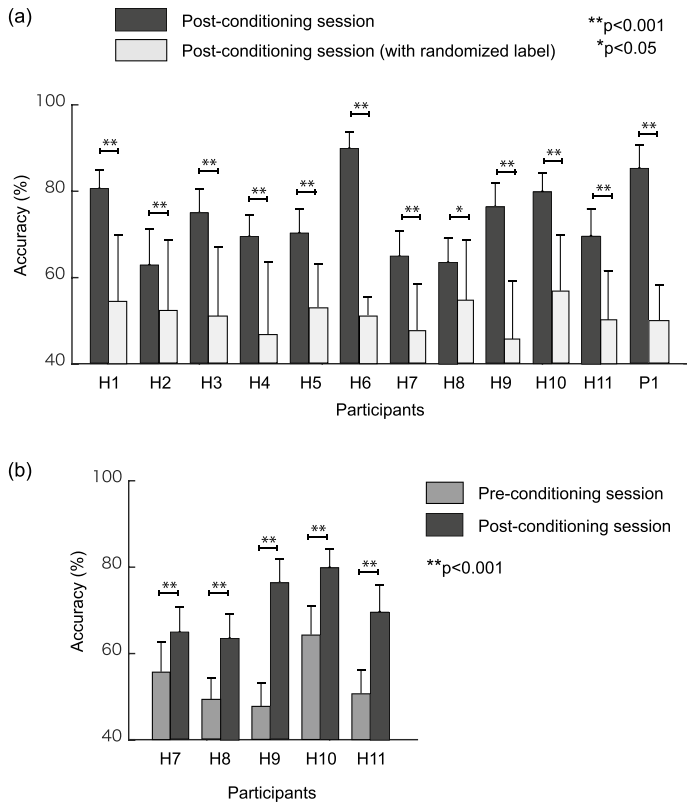 (a)
Post-conditioning session
Post-conditioning session (with randomized label)
**p<0.001
*p<0.05
100
80
60
40
Accuracy (%)
** ** ** ** ** ** ** * ** ** ** **
H1 H2 H3 H4 H5 H6 H7 H8 H9 H10 H11 P1
Participants
(b)
Pre-conditioning session
Post-conditioning session
**p<0.001
100
80
60
40
Accuracy (%)
** ** ** ** **
H7 H8 H9 H10 H11
Participants